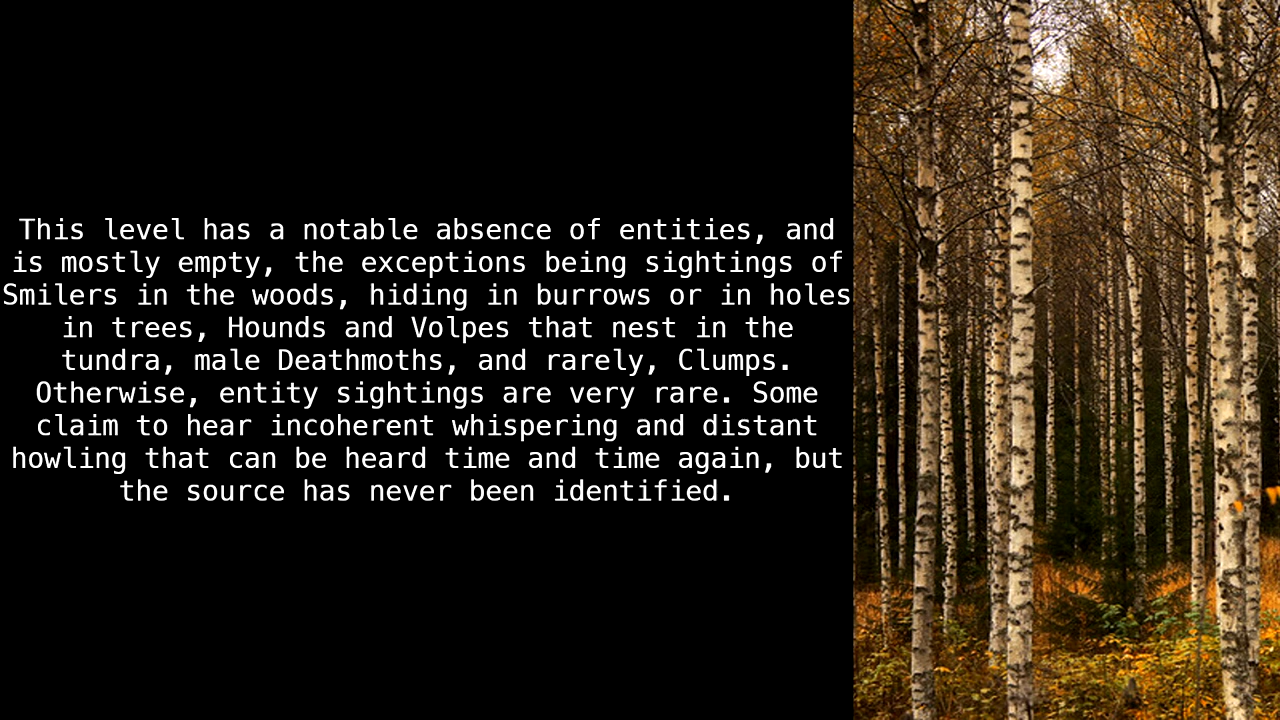 This level has a notable absence of entities, and
is mostly empty, the exceptions being sightings of
Smilers in the woods, hiding in burrows or in holes
in trees, Hounds and Volpes that nest in the
tundra, male Deathmoths, and rarely, Clumps.
Otherwise, entity sightings are very rare. Some
claim to hear incoherent whispering and distant
howling that can be heard time and time again, but
the source has never been identified.